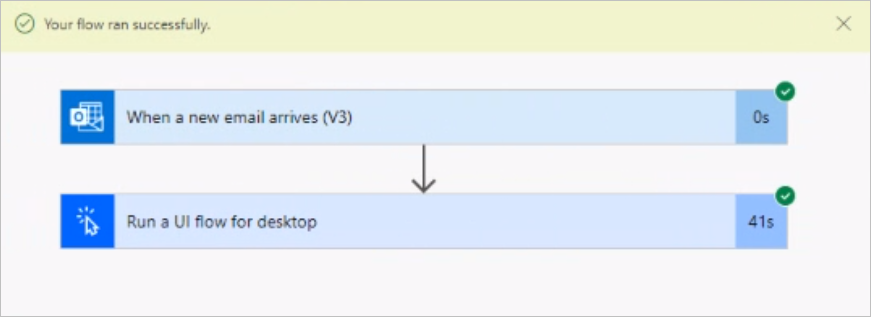 Your flow ran successfully.
When a new email arrives (V3)
0s
Run a UI flow for desktop
41s